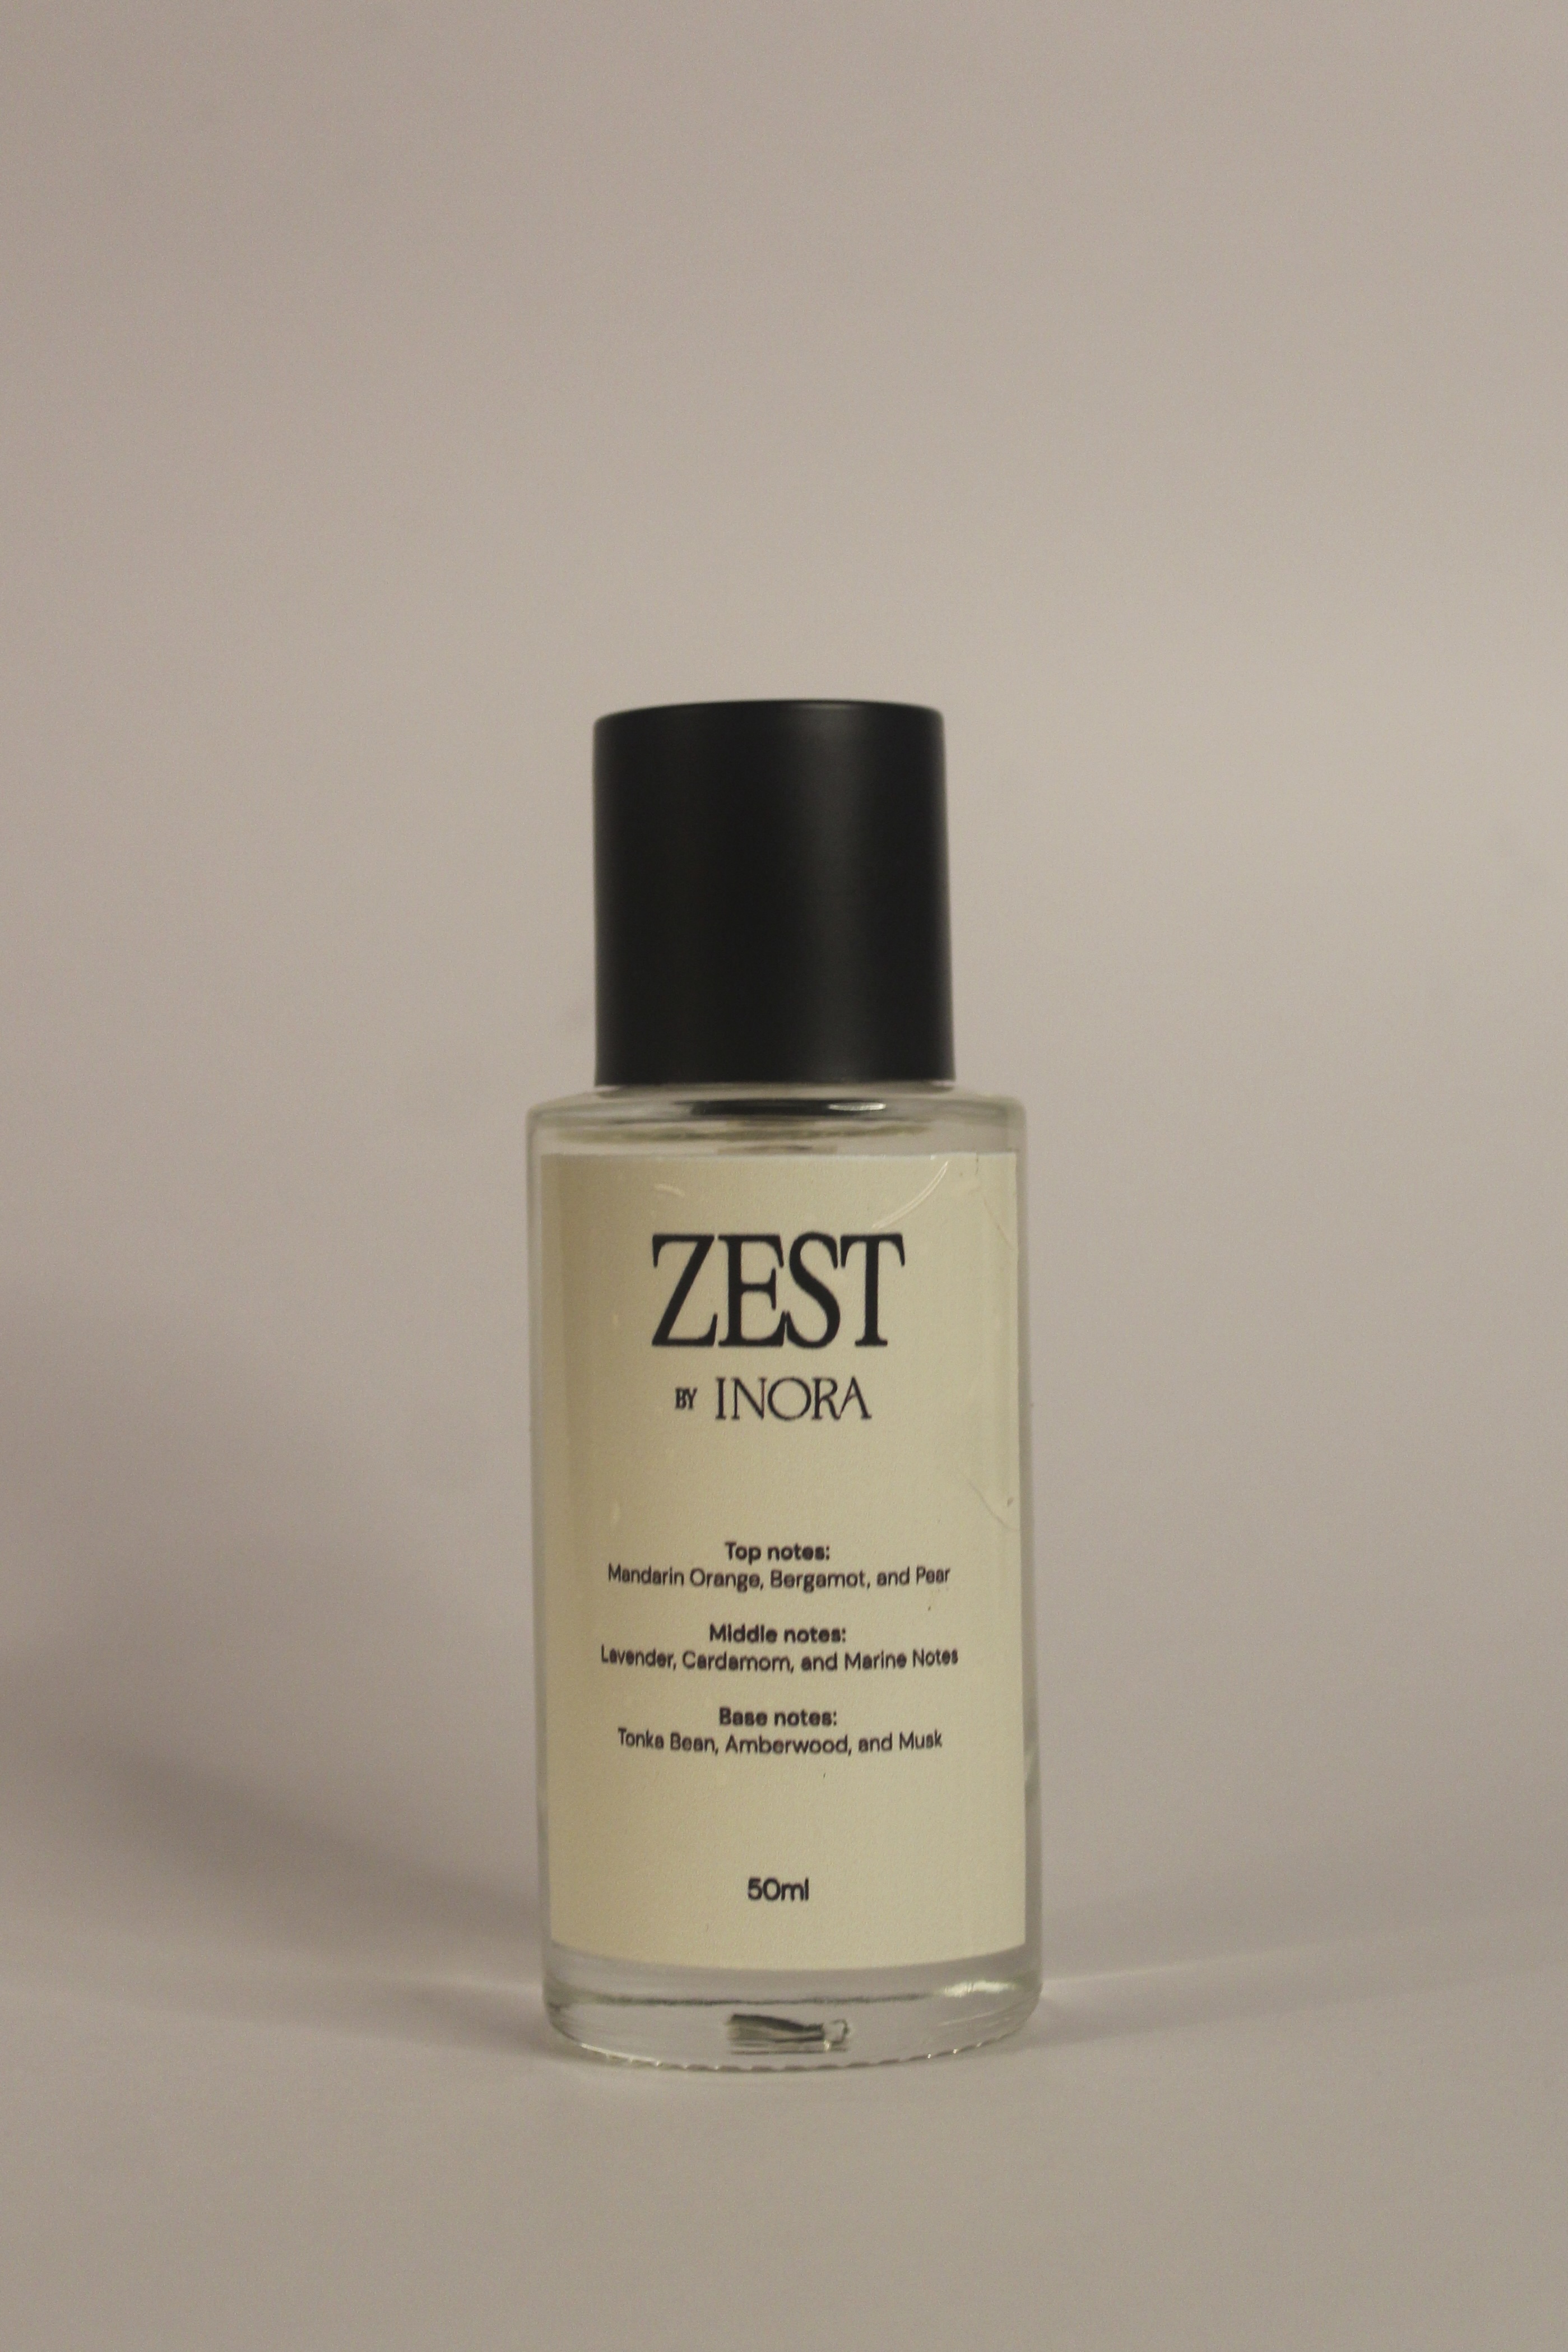 ZEST
BY INORA
Top notes:
Mandarin Orange, Bergamot, and Pear
Middle notes:
Lavender, Cardamom, and Marine Notes
Base notes:
Tonka Bean, Amberwood, and Musk
50ml